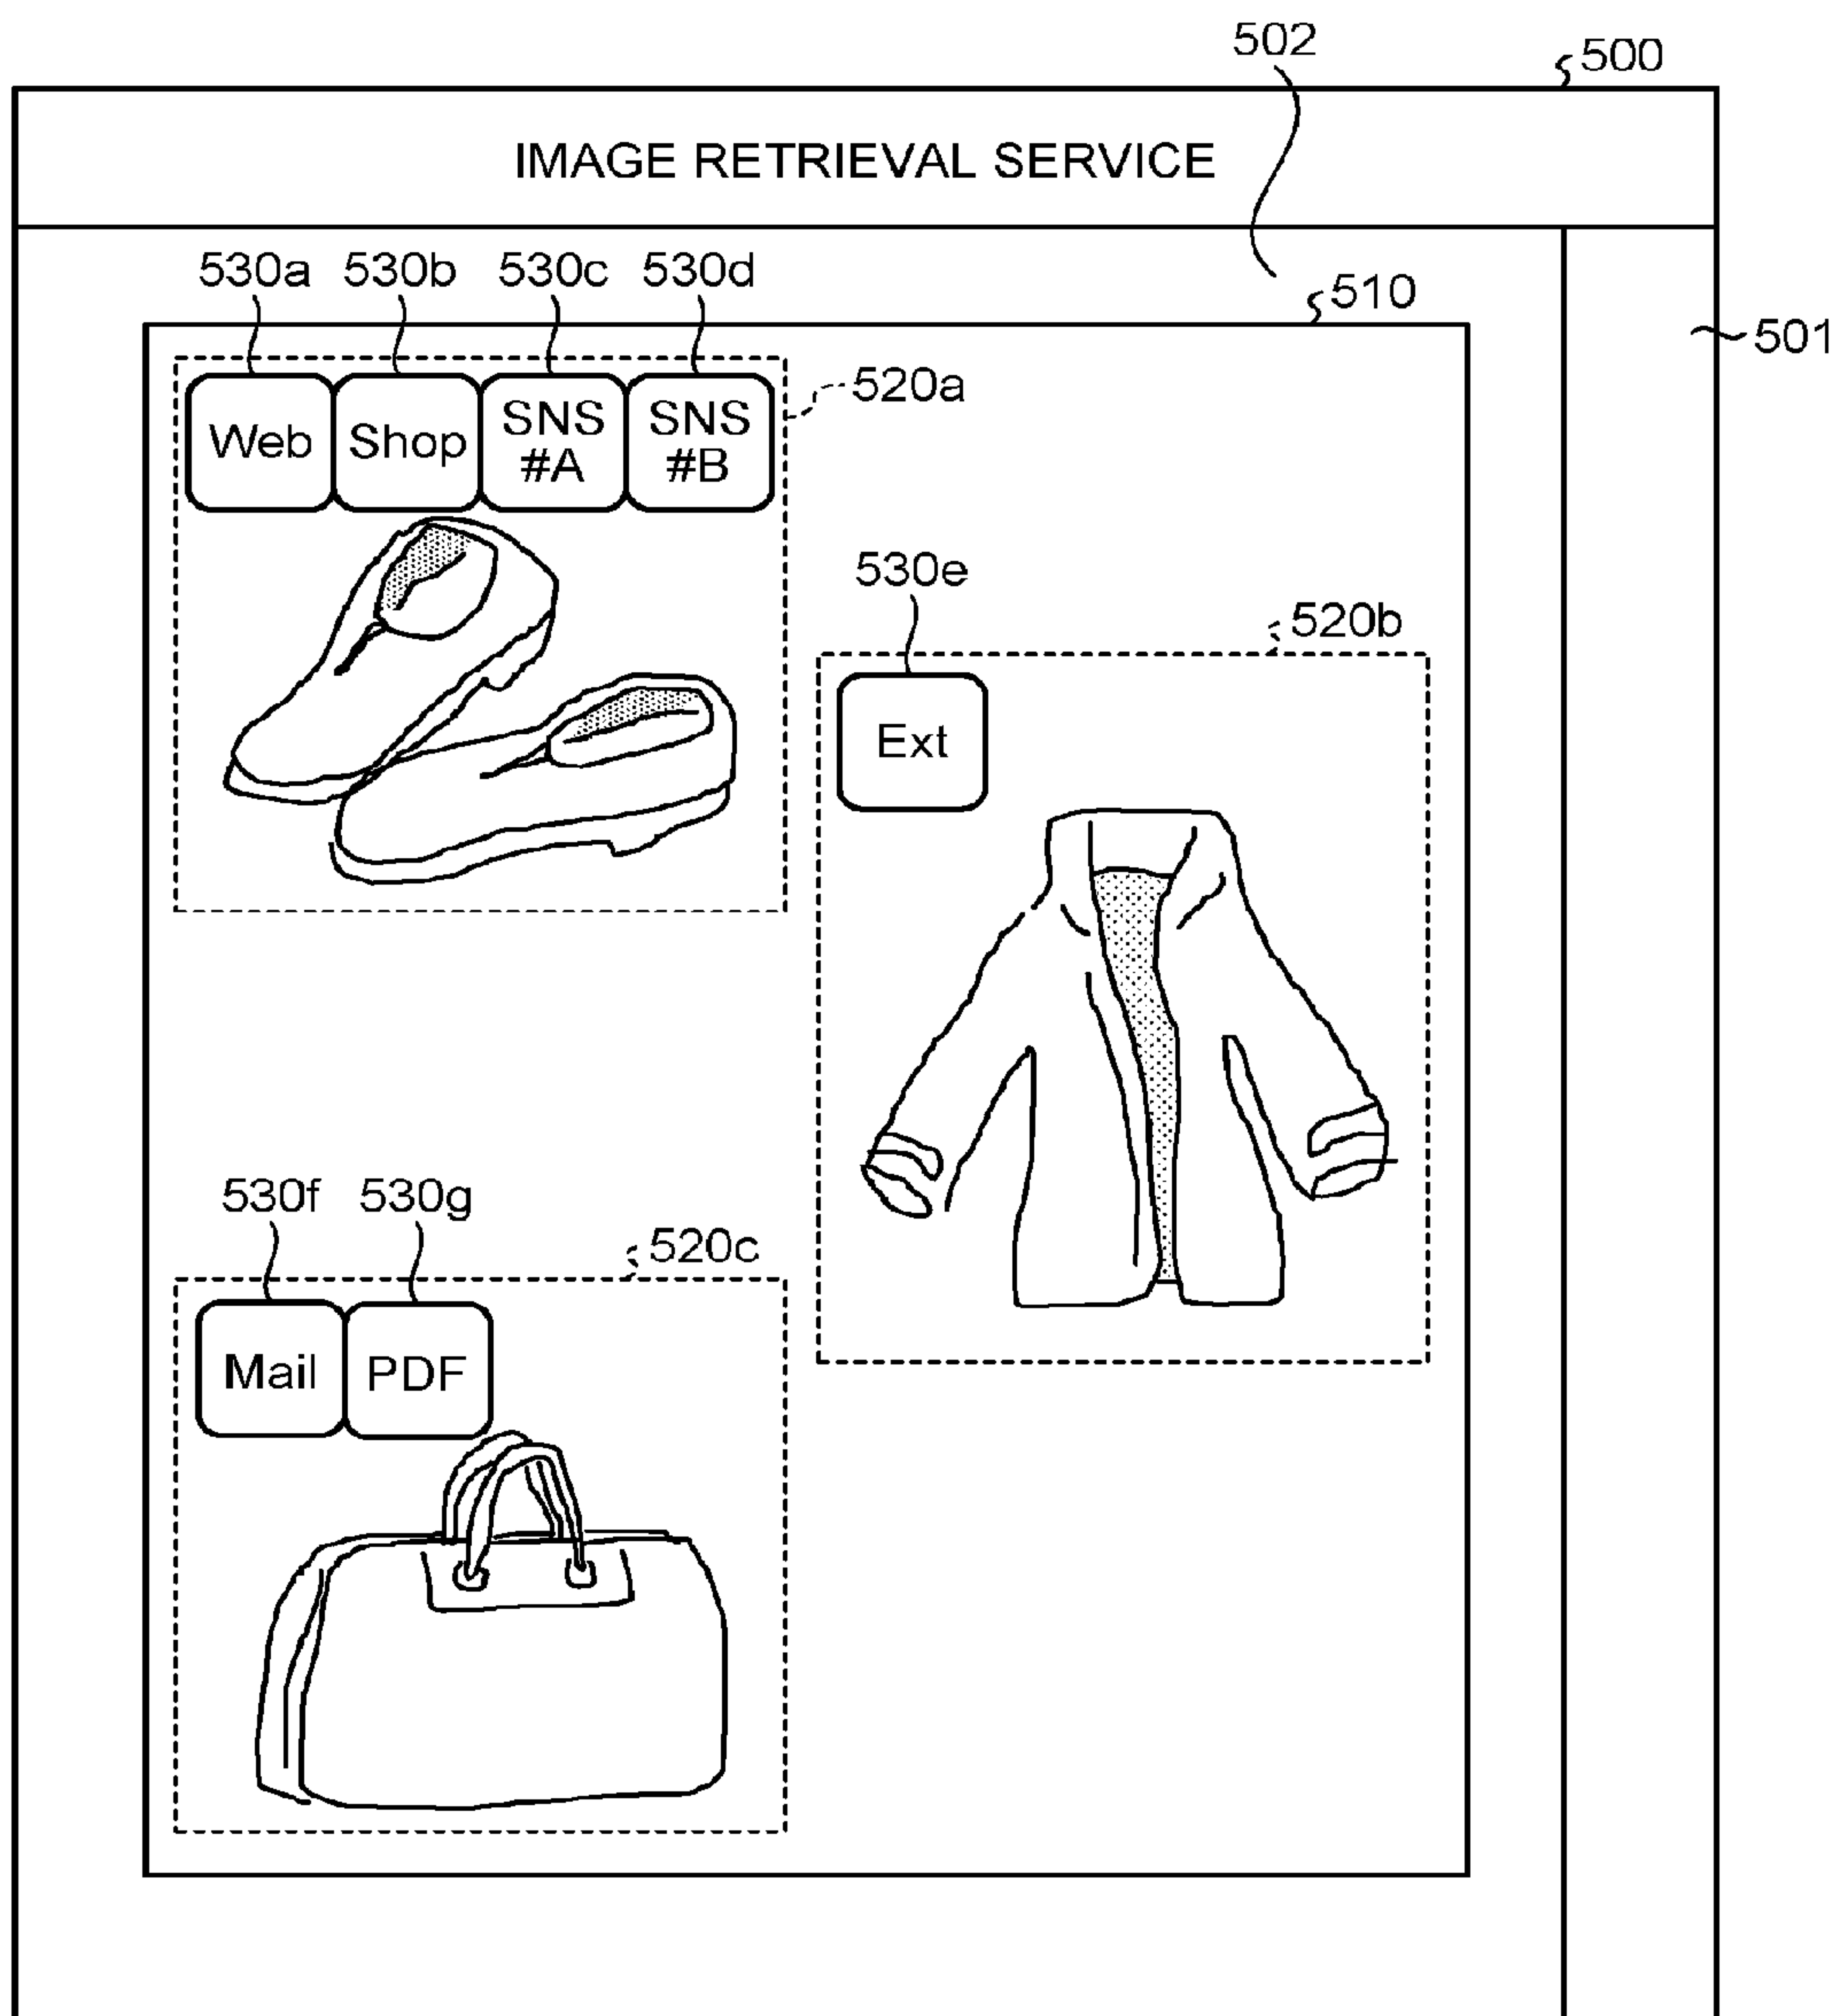 502
500
IMAGE RETRIEVAL SERVICE
530a 530b 530c 530d
510
501
520a
Web
Shop
SNS
#A
SNS
#B
530e
520b
Ext
530f 530g
520c
Mail
PDF